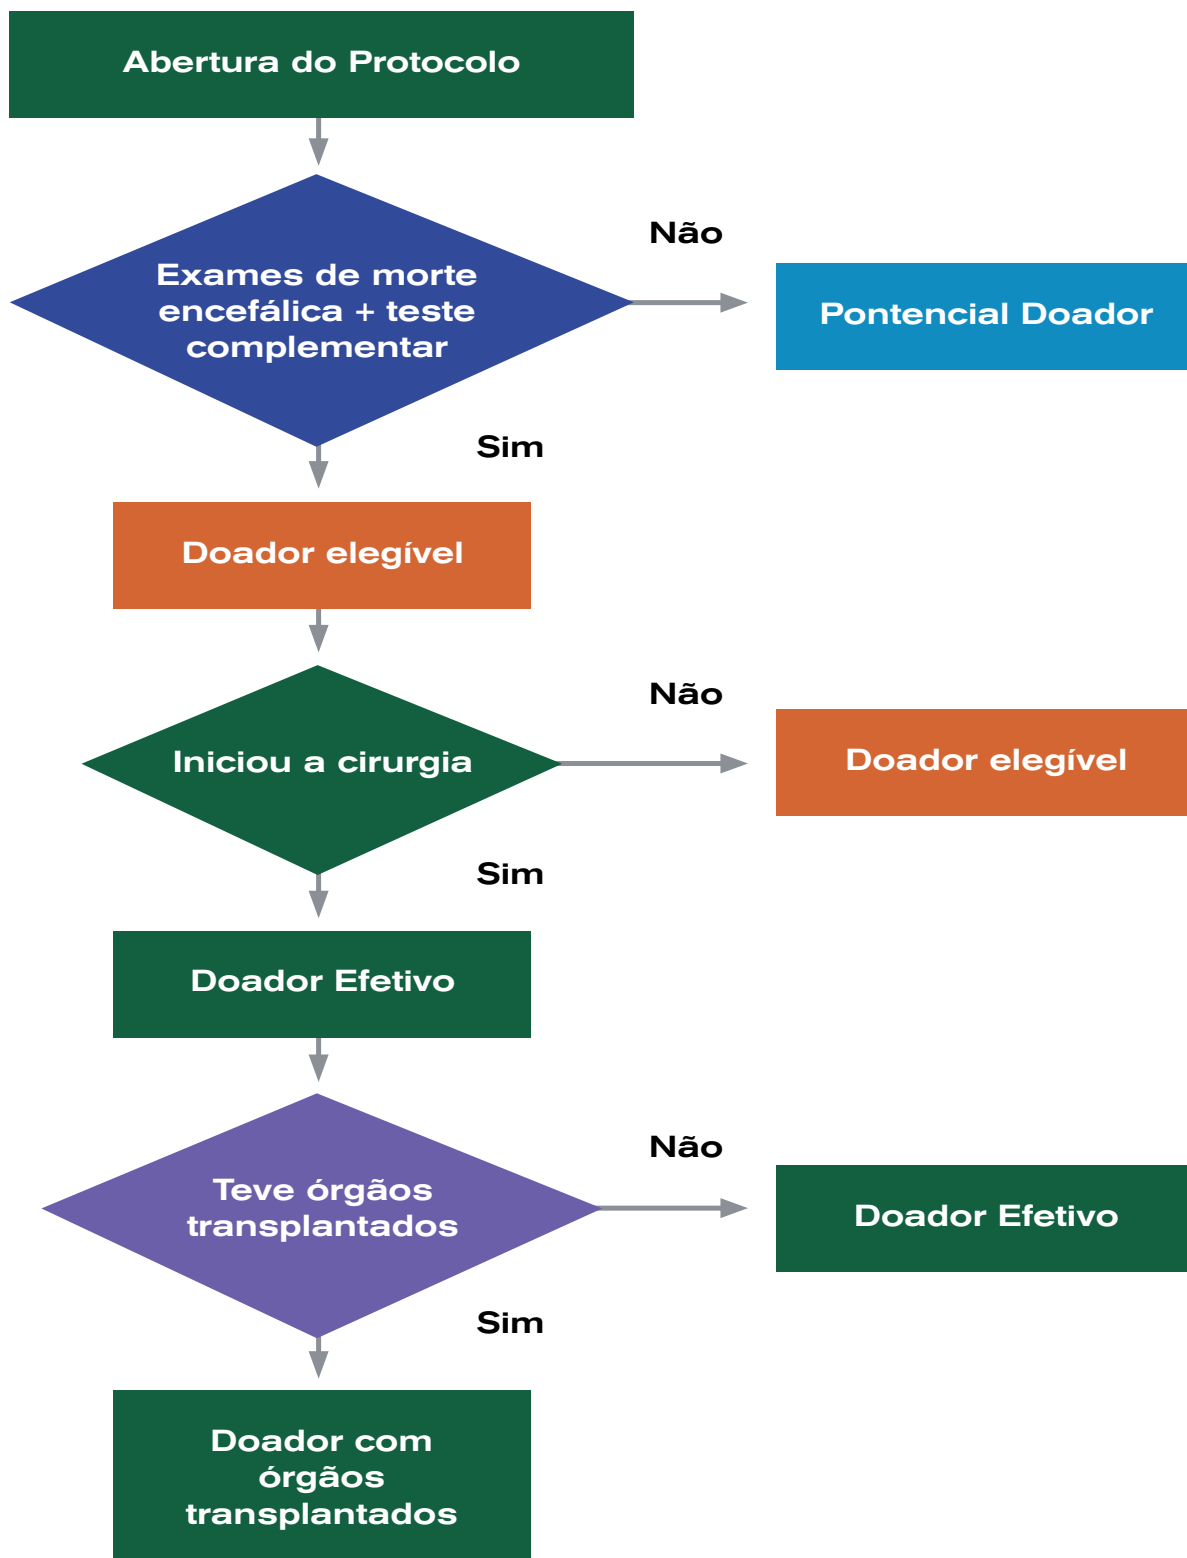 Abertura do Protocolo
Não
Exames de morte
encefálica + teste
complementar
Pontencial Doador
Sim
Doador elegível
Não
Iniciou a cirurgia
Doador elegível
Sim
Doador Efetivo
Não
Teve órgãos
transplantados
Doador Efetivo
Sim
Doador com
órgãos
transplantados